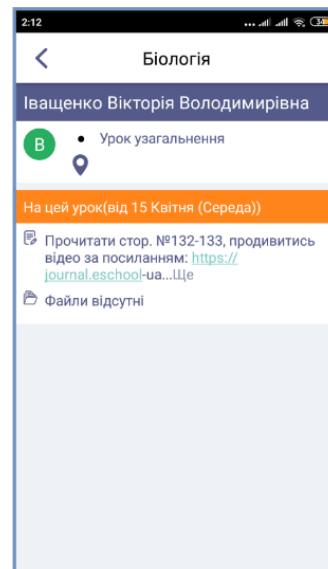 2:12
34
Біологія
Іващенко Вікторія Володимирівна
В
Урок узагальнення
На цей урок(від 15 Квітня (Середа))
Прочитати стор. №132-133, продивитись
відео за посиланням: https://
journal.eschool-ua...Ще
Файли відсутні